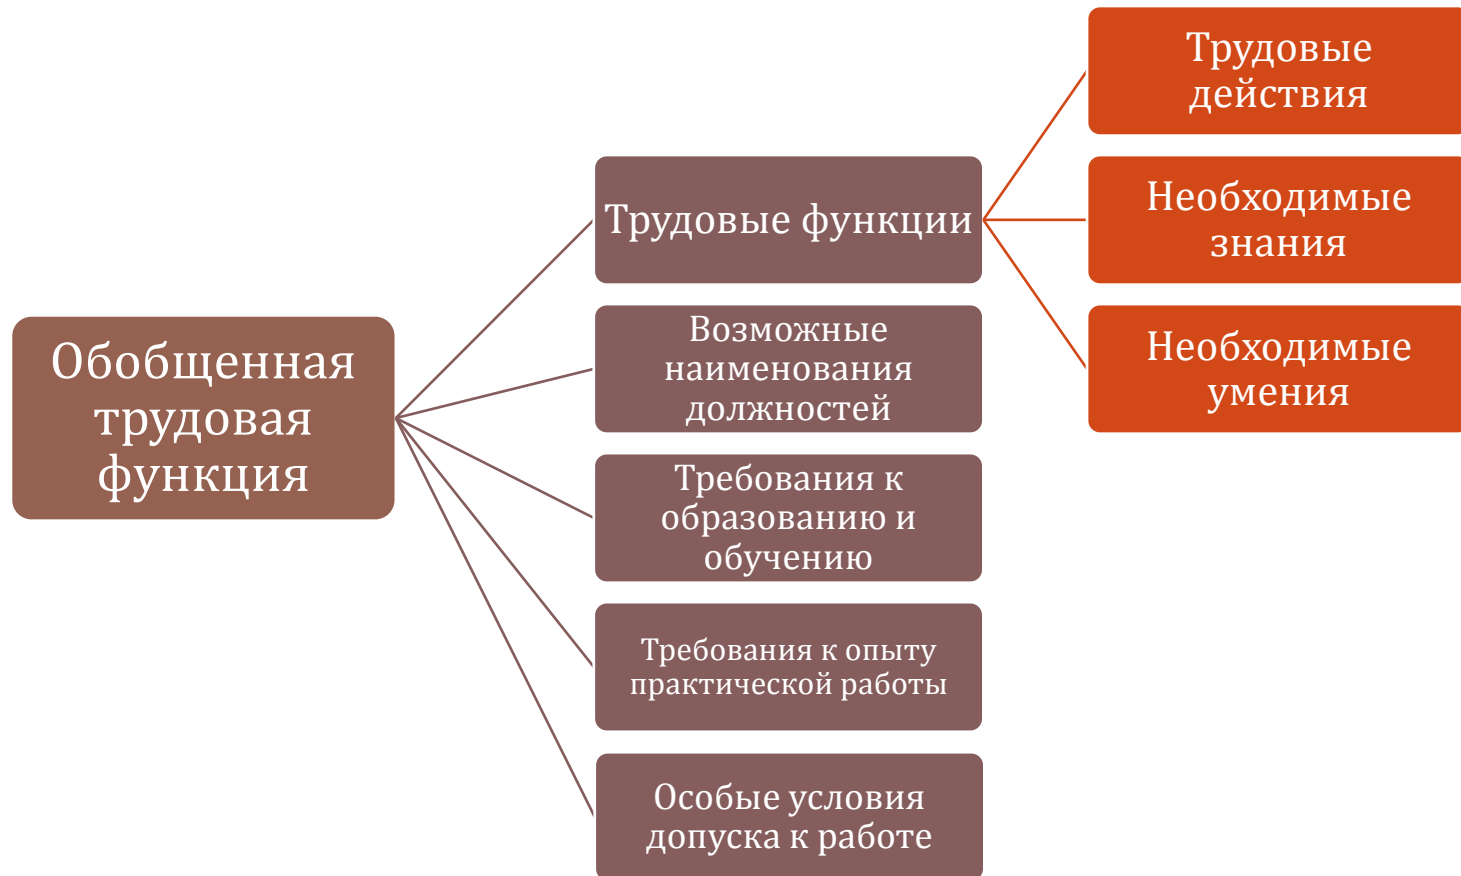 Обобщенная
трудовая
функция
Трудовые функции
Возможные
наименования
должностей
Требования к
образованию и
обучению
Требования к опыту
практической работы
Особые условия
допуска к работе
Трудовые
действия
Необходимые
знания
Необходимые
умения